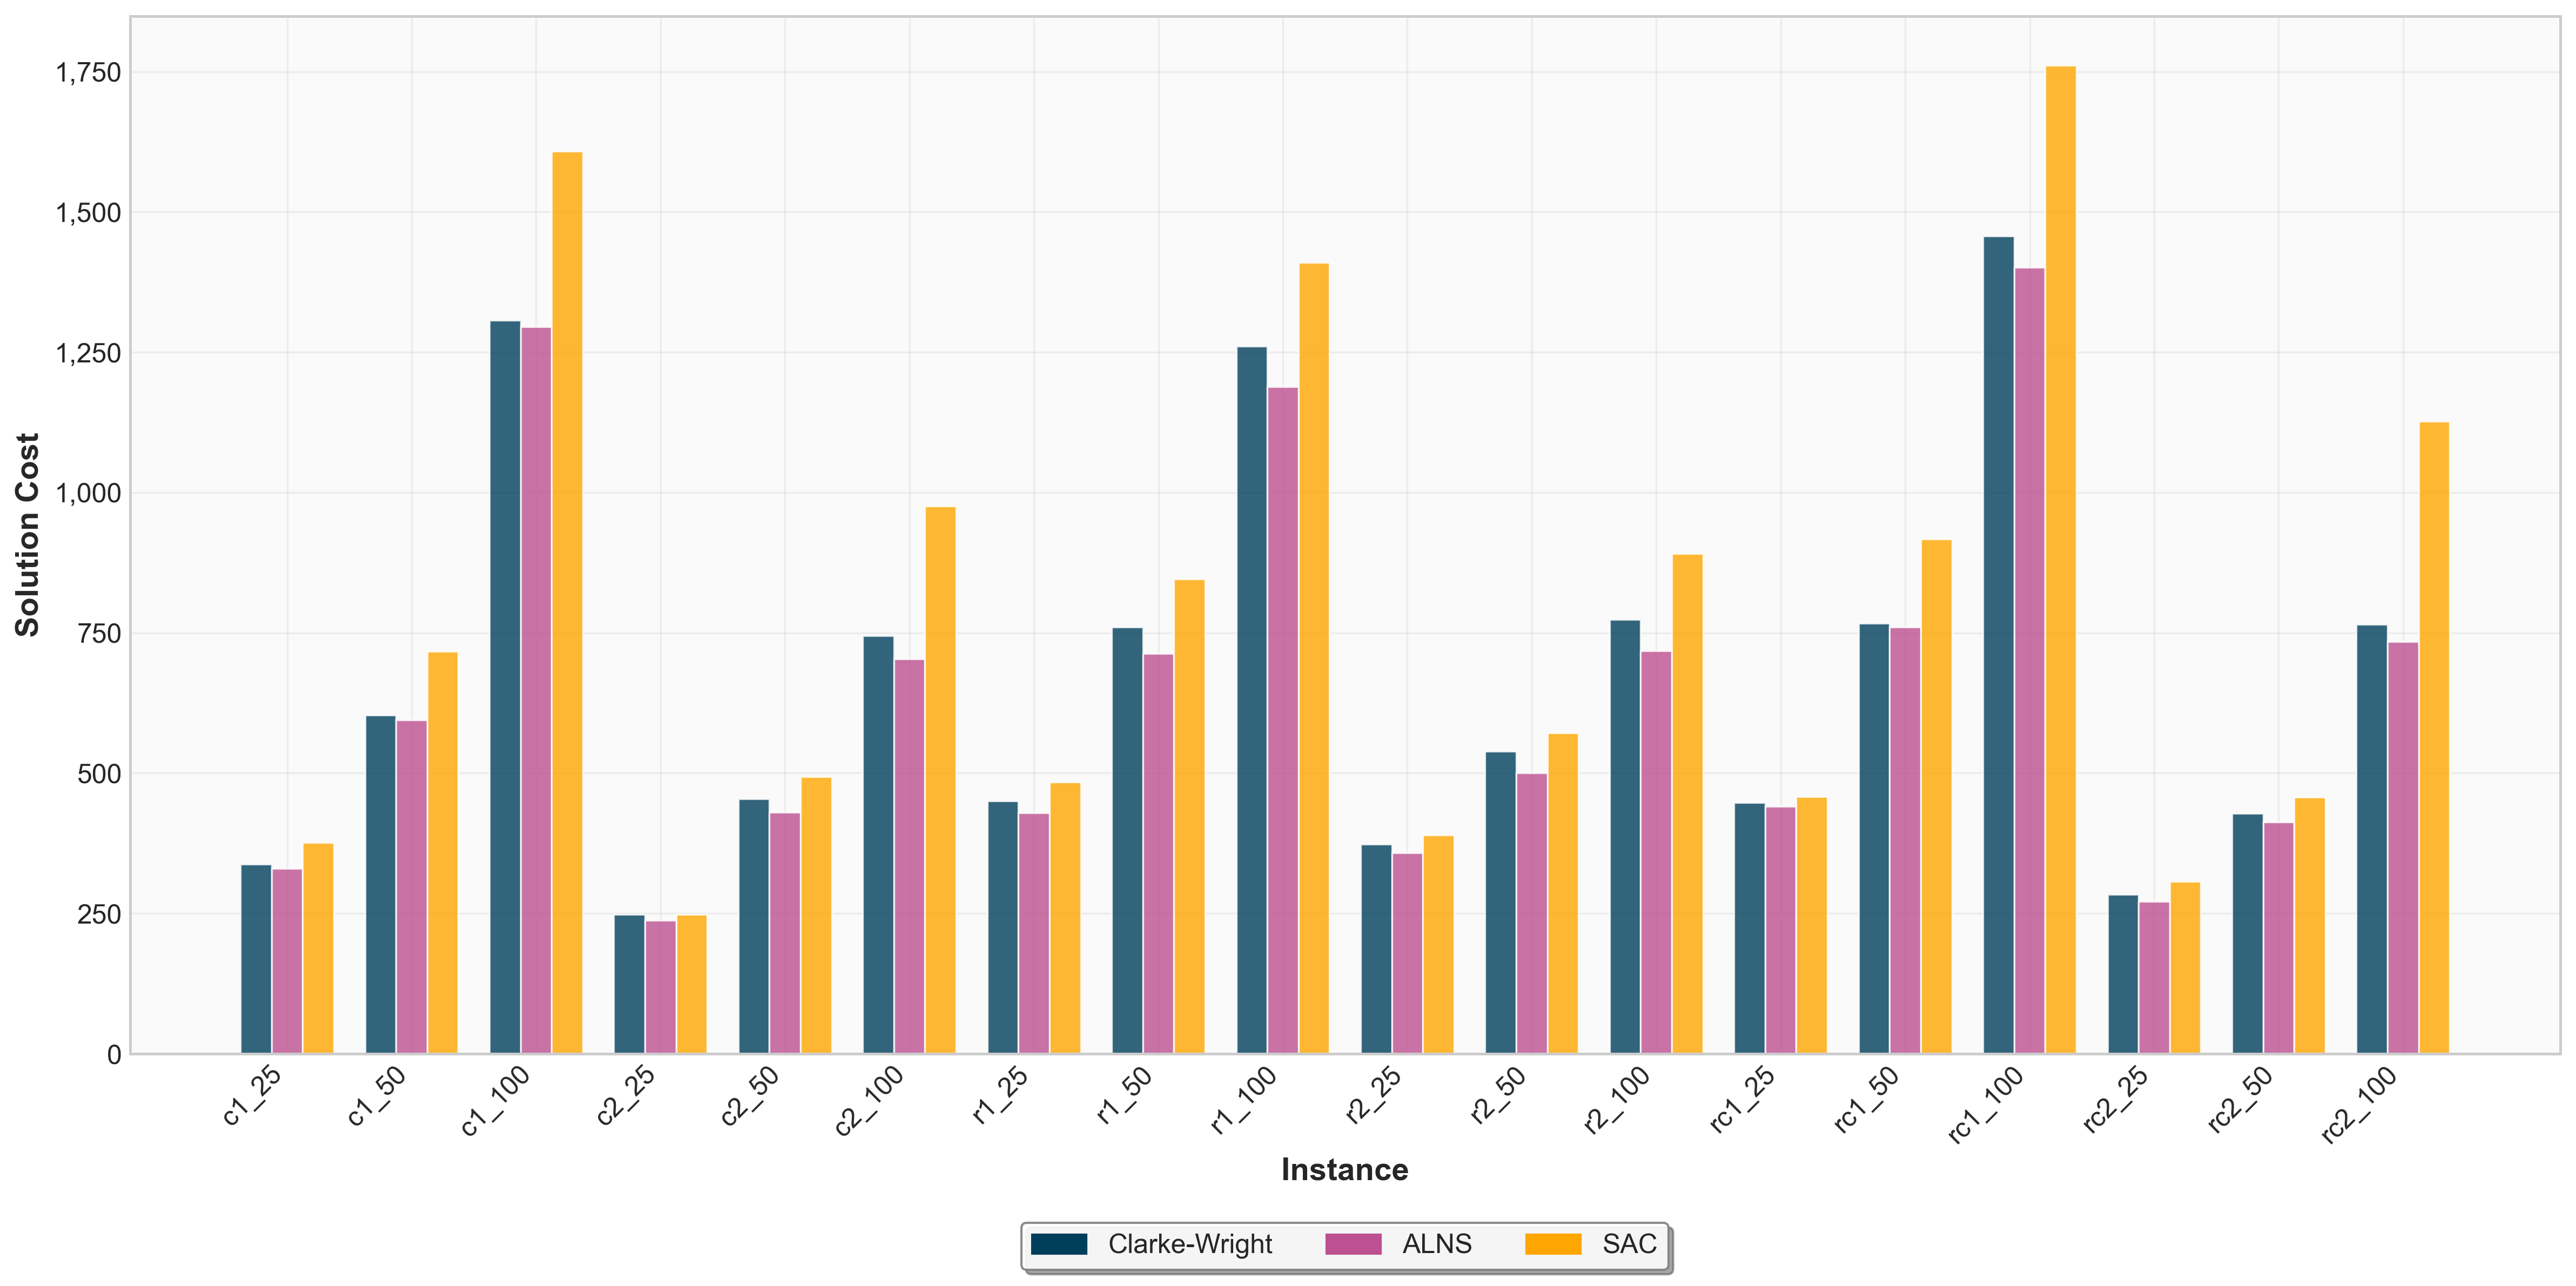 Solution Cost
1,750
1,500
1,250
1,000
750
500
250
0
c1_25
c1_50
c1_100
c2_25
c2_50
c2_100
r1_25
r1_50
r1_100
r2_25
r2_50
r2_100
rc1_25
rc1_50
rc1_100
rc2_25
rc2_50
rc2_100
Instance
Clarke-Wright
ALNS
SAC